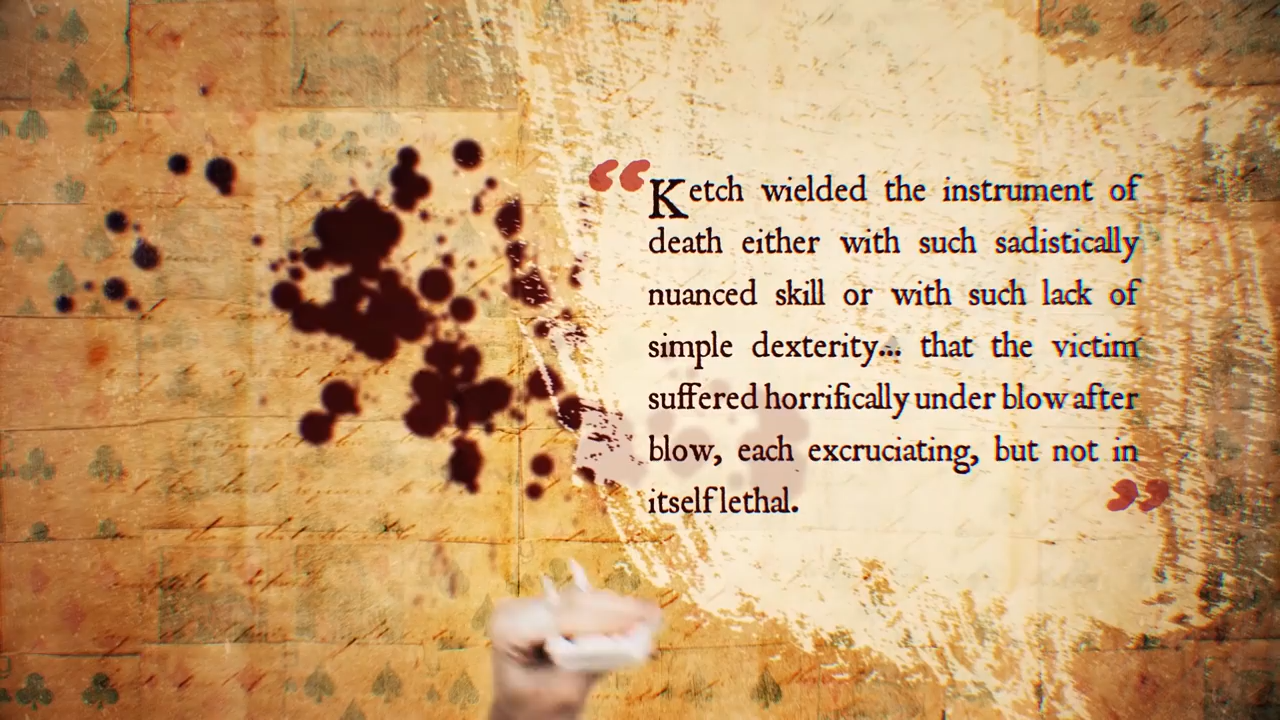 “Ketch wielded the instrument of
death either with such sadistically
nuanced skill or with such lack of
simple dexterity... that the victim
suffered horrifically under blow after
blow, each excruciating, but not in
itself lethal.”